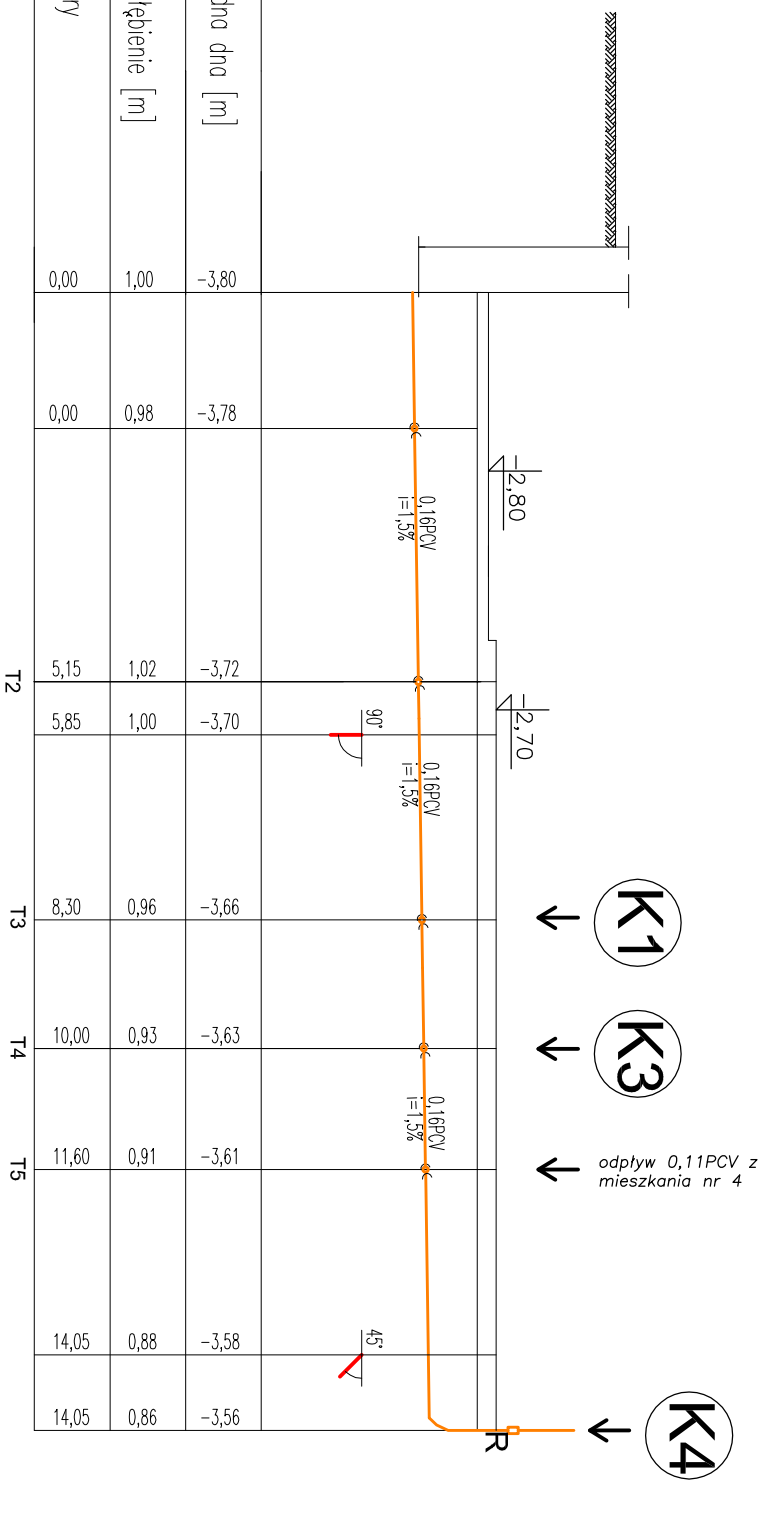 dna dna [m]
łębienie [m]
ry
0,00 1,00 -3,80
0,00 0,98 -3,78
5,15 1,02 -3,72
5,85 1,00 -3,70
8,30 0,96 -3,66
10,00 0,93 -3,63
11,60 0,91 -3,61
14,05 0,88 -3,58
14,05 0,86 -3,56
T2
T3
T4
T5
-2,80
-2,70
0,16PCV
i=1,5%
0,16PCV
i=1,5%
0,16PCV
i=1,5%
90°
45°
K1
K3
odpływ 0,11PCV z
mieszkania nr 4
K4
R